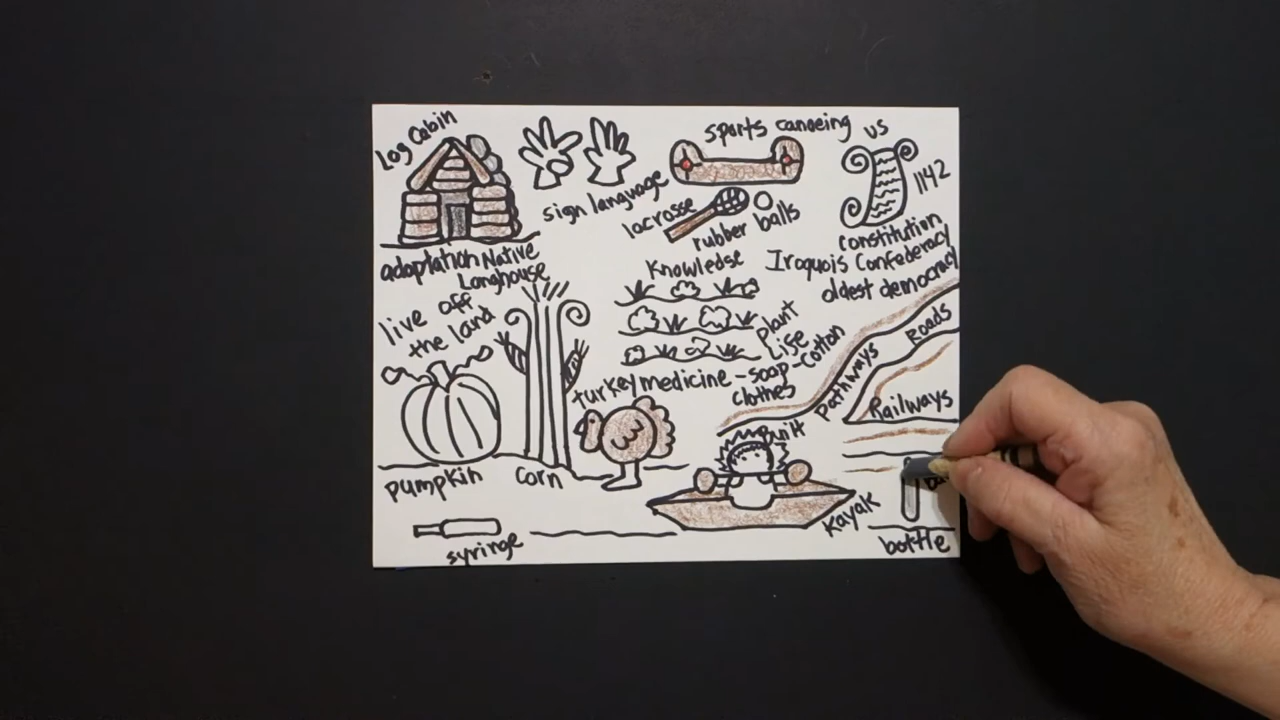 Log Cabin
adaptation Native
Longhouse
sign language
sports canoeing
lacrosse
rubber balls
US
1142
constitution
Iroquois Confederacy
oldest democracy
live off
the land
Knowledge
Plant
Life
turkey medicine - soap - cotton
clothes
Pathways
Roads
Railways
pumpkin
corn
Built
Kayak
syringe
bottle